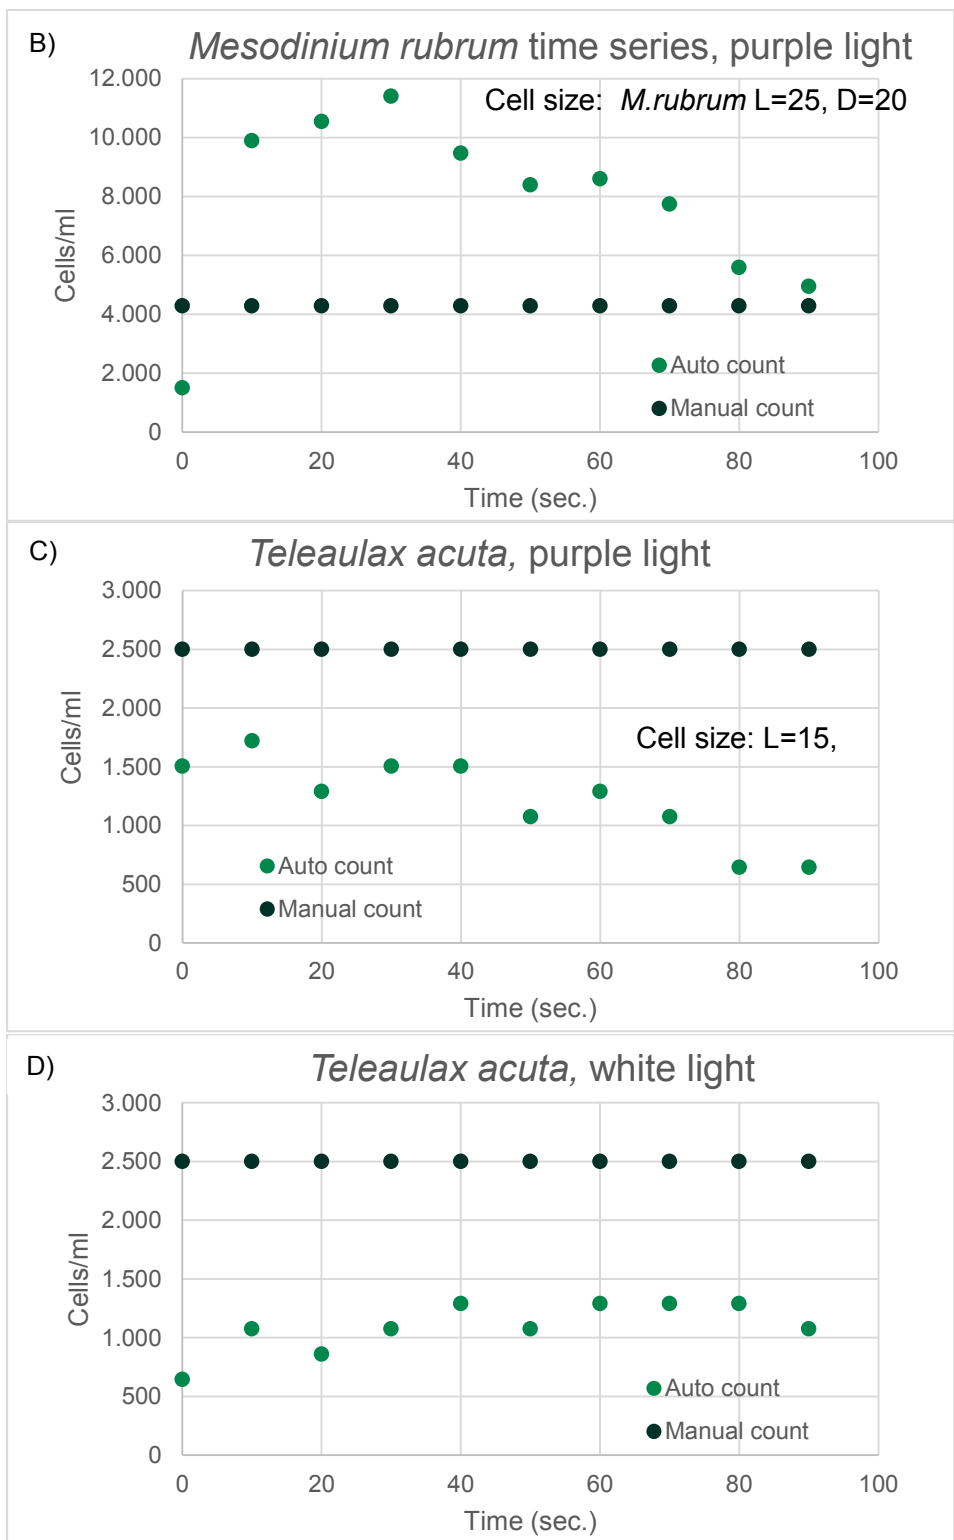 B)
Mesodinium rubrum time series, purple light
12.000
Cell size: M.rubrum L=25, D=20
10.000
8.000
6.000
4.000
2.000
0
Cells/ml
Auto count
Manual count
0 20 40 60 80 100
Time (sec.)
C)
Teleaulax acuta, purple light
3.000
2.500
2.000
1.500
1.000
500
0
Cells/ml
Cell size: L=15,
Auto count
Manual count
0 20 40 60 80 100
Time (sec.)
D)
Teleaulax acuta, white light
3.000
2.500
2.000
1.500
1.000
500
0
Cells/ml
Auto count
Manual count
0 20 40 60 80 100
Time (sec.)